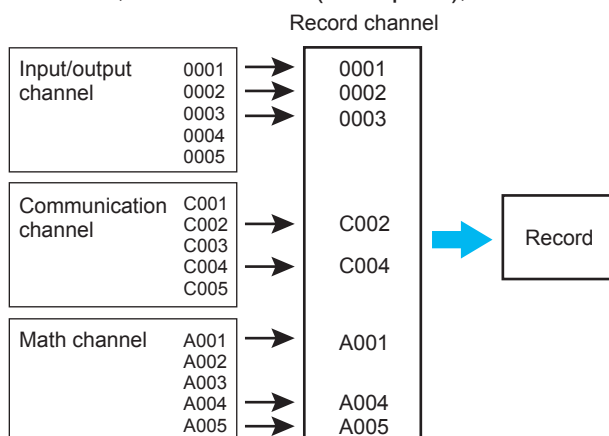 Record channel
Input/output
channel
0001
0002
0003
0004
0005
Communication
channel
C001
C002
C003
C004
C005
Math channel
A001
A002
A003
A004
A005
0001
0002
0003
C002
C004
A001
A004
A005
Record